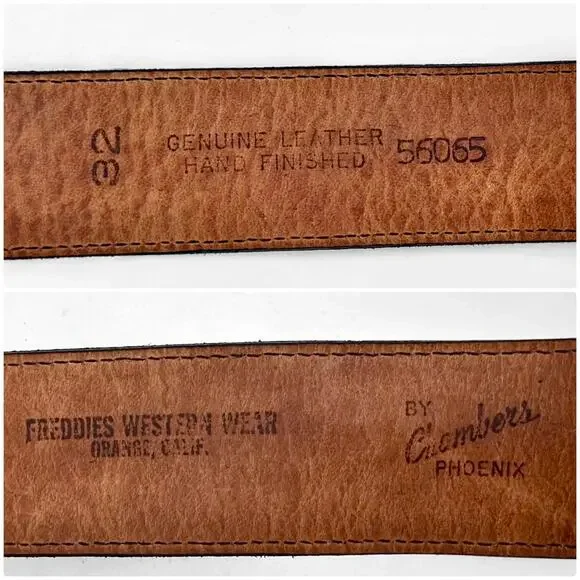 32
GENUINE LEATHER
HAND FINISHED
56065
FREDDIES WESTERN WEAR
ORANGE, CALIF.
BY
Chambers
PHOENIX